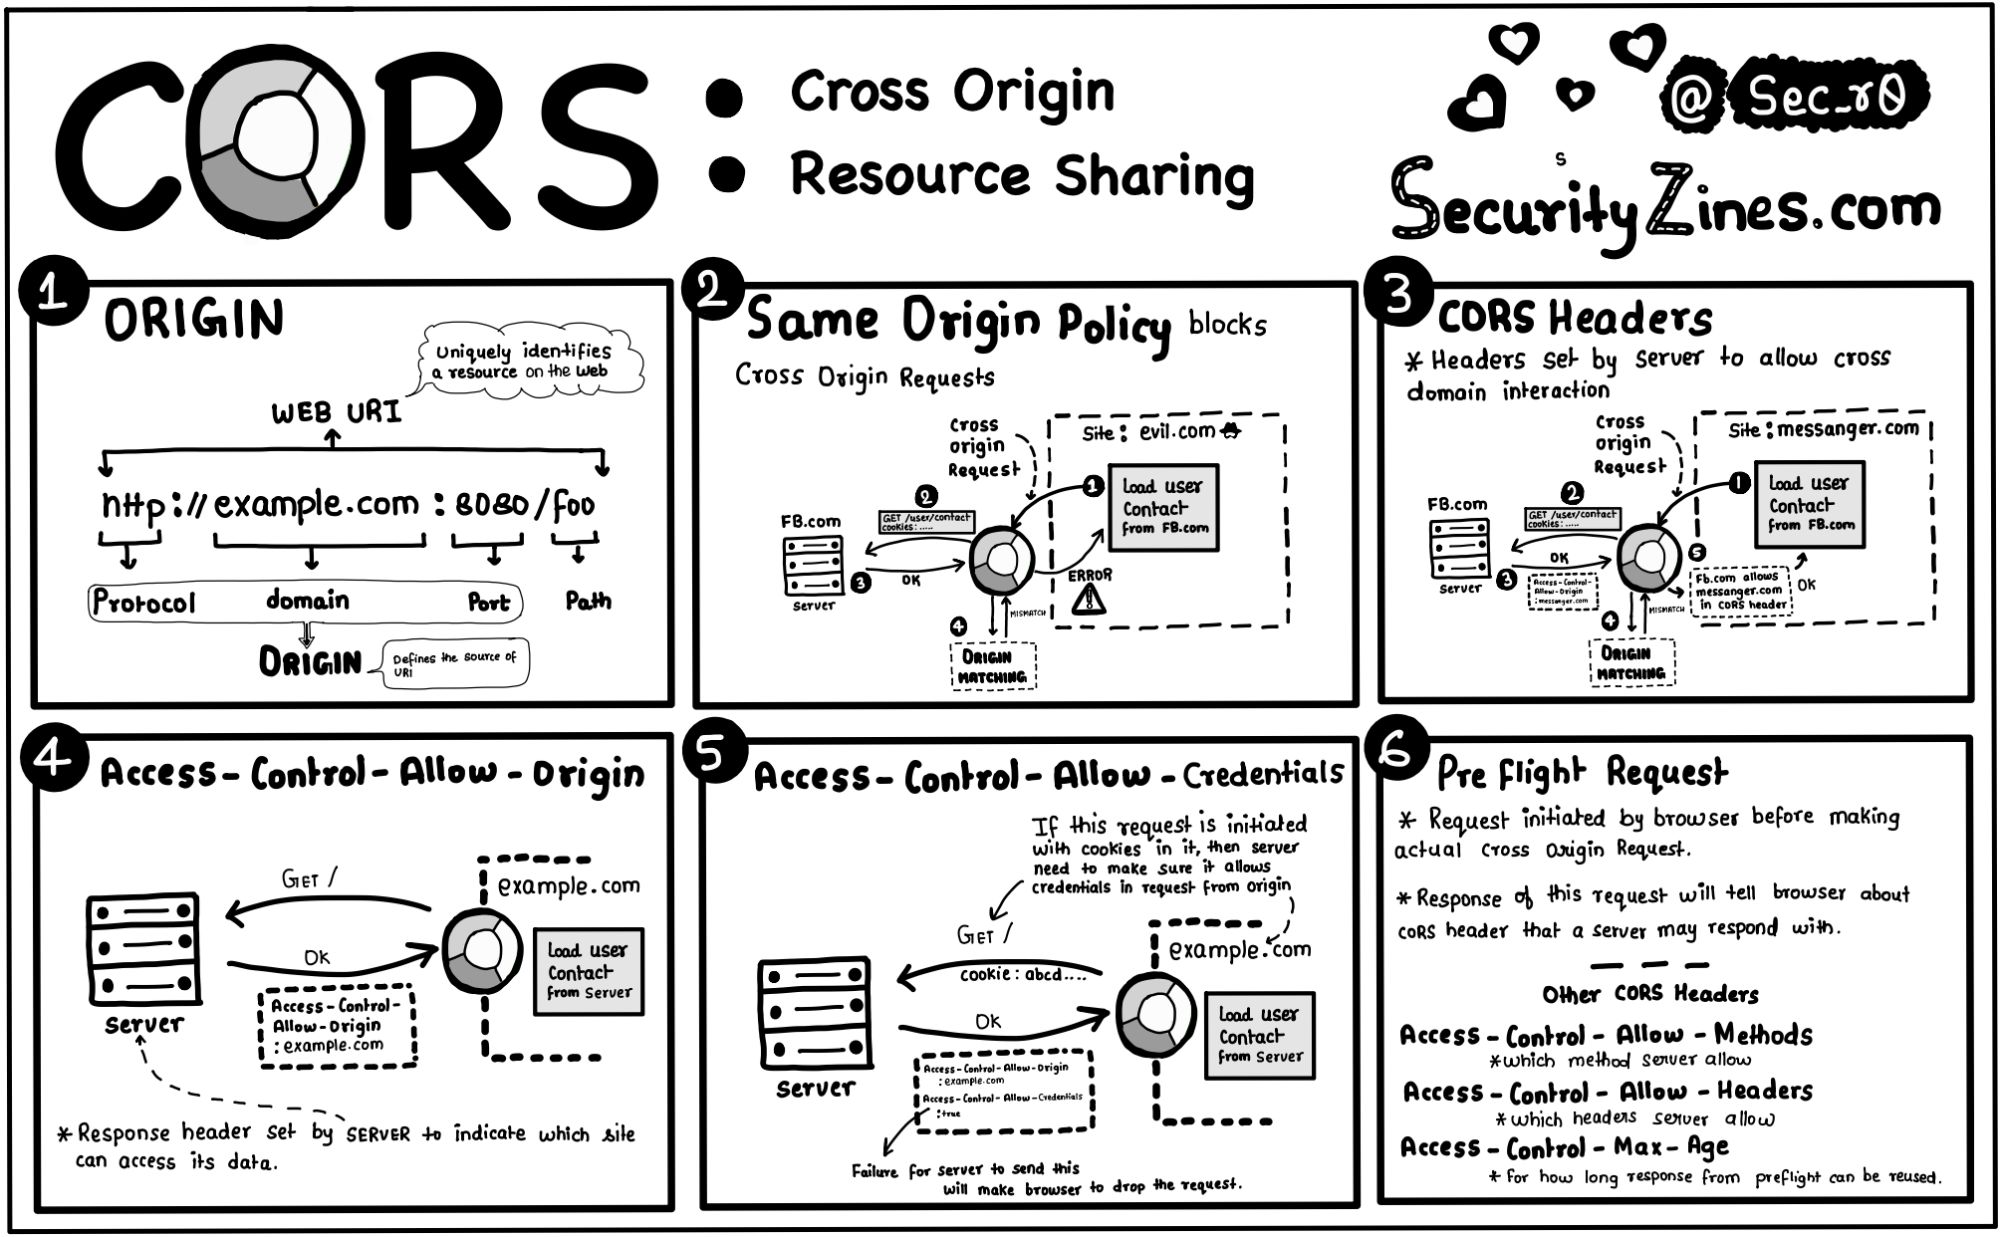 CORS
• Cross Origin
• Resource Sharing
@ Sec_r0
s
SecurityZines.com
1
ORIGIN
Uniquely identifies
a resource on the web
WEB URI
http://example.com : 8080/foo
Protocol domain Port Path
ORIGIN
Defines the source of
URI
2
Same Origin Policy blocks
Cross Origin Requests
Cross
origin
Request
Site : evil.com
1
Load user
Contact
from FB.com
2
GET /user/contact
cookies: .....
FB.com
server
3
OK
ERROR
!
4
MISMATCH
ORIGIN
MATCHING
3
CORS Headers
* Headers set by server to allow cross
domain interaction
Cross
origin
Request
Site : messanger.com
1
Load user
Contact
from FB.com
2
GET /user/contact
cookies: .....
FB.com
server
3
OK
Access-Control-
Allow-Origin
: messanger.com
5
Fb.com allows
messanger.com
in CORS header
OK
4
MISMATCH
ORIGIN
MATCHING
4
Access-Control-Allow-Origin
GET /
example.com
Load user
Contact
from Server
OK
server
Access-Control-
Allow-Origin
: example.com
* Response header set by SERVER to indicate which site
can access its data.
5
Access-Control-Allow-Credentials
If this request is initiated
with cookies in it, then server
need to make sure it allows
credentials in request from origin
GET /
cookie: abcd....
example.com
Load user
Contact
from Server
OK
server
Access-Control-Allow-Origin
: example.com
Access-Control-Allow-Credentials
: true
Failure for server to send this
will make browser to drop the request.
6
Pre flight Request
* Request initiated by browser before making
actual cross origin Request.
* Response of this request will tell browser about
CORS header that a server may respond with.
Other CORS Headers
Access-Control-Allow-Methods
* which method server allow
Access-Control-Allow-Headers
* which headers server allow
Access-Control-Max-Age
* for how long response from preflight can be reused.